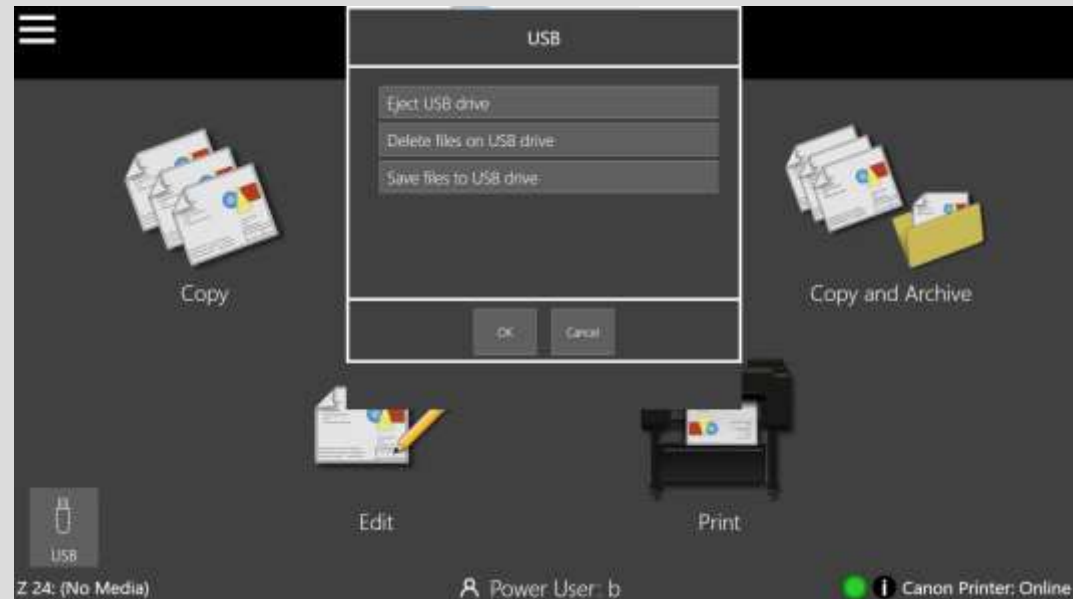 USB
Eject USB drive
Delete files on USB drive
Save files to USB drive
OK
Cancel
Copy
Copy and Archive
Edit
Print
USB
Z 24: (No Media)
Power User: b
Canon Printer: Online